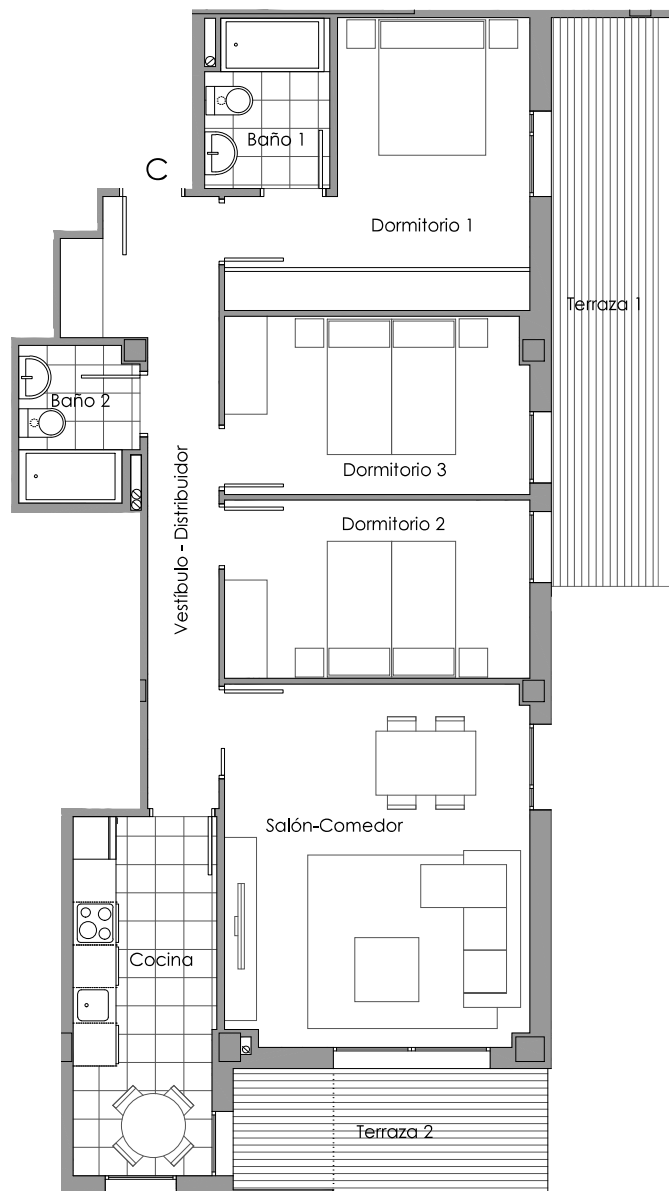 Baño 1
C
Dormitorio 1
Terraza 1
Baño 2
Dormitorio 3
Vestíbulo - Distribuidor
Dormitorio 2
Salón-Comedor
Cocina
Terraza 2